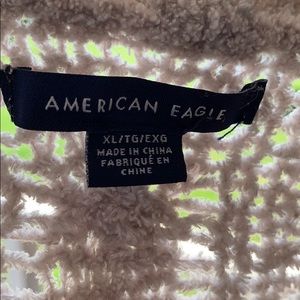 AMERICAN EAGLE
XL/TG/EXG
MADE IN CHINA
FABRIQUÉ EN
CHINE